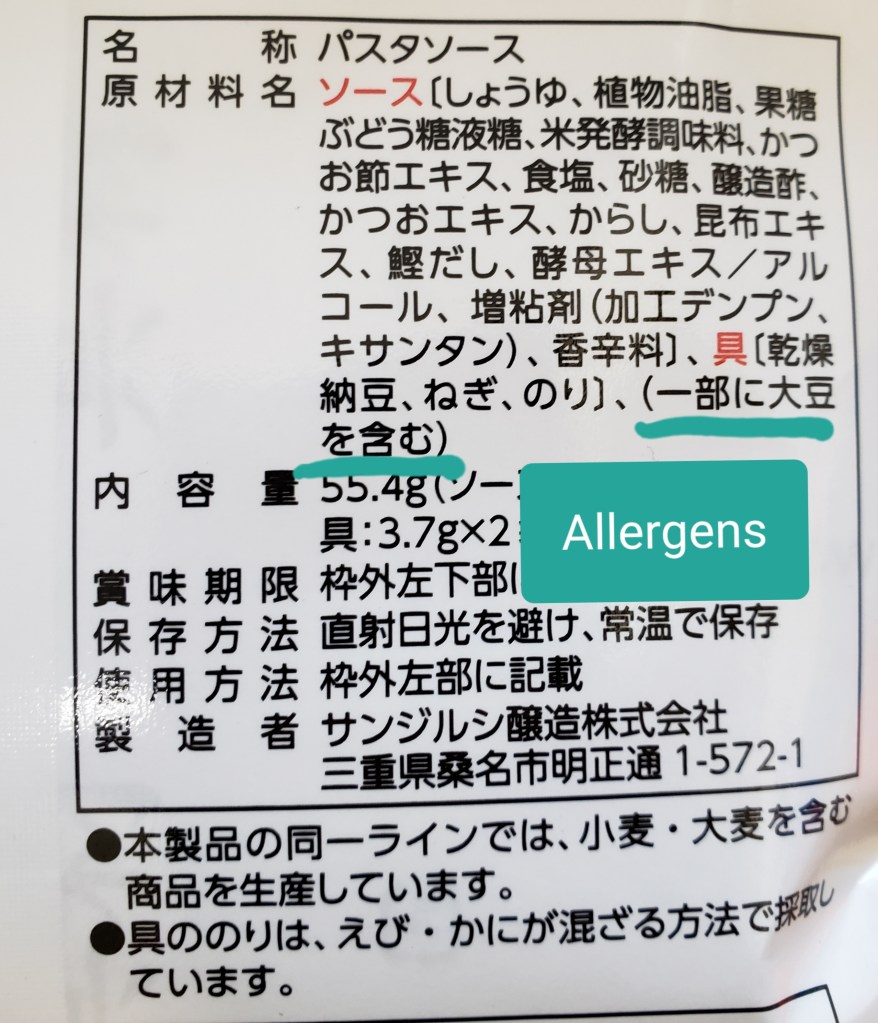 名称 パスタソース
原材料名 ソース〔しょうゆ、植物油脂、果糖
ぶどう糖液糖、米発酵調味料、かつ
お節エキス、食塩、砂糖、醸造酢、
かつおエキス、からし、昆布エキ
ス、鰹だし、酵母エキス/アル
コール、増粘剤(加工デンプン、
キサンタン)、香辛料〕、具〔乾燥
納豆、ねぎ、のり〕、(一部に大豆
を含む)
内容量 55.4g(ソー
具:3.7g×2
Allergens
賞味期限 枠外左下部に
保存方法 直射日光を避け、常温で保存
使用方法 枠外左部に記載
製造者 サンジルシ醸造株式会社
三重県桑名市明正通1-572-1
●本製品の同一ラインでは、小麦・大麦を含む
商品を生産しています。
●具ののりは、えび・かにが混ざる方法で採取し
ています。